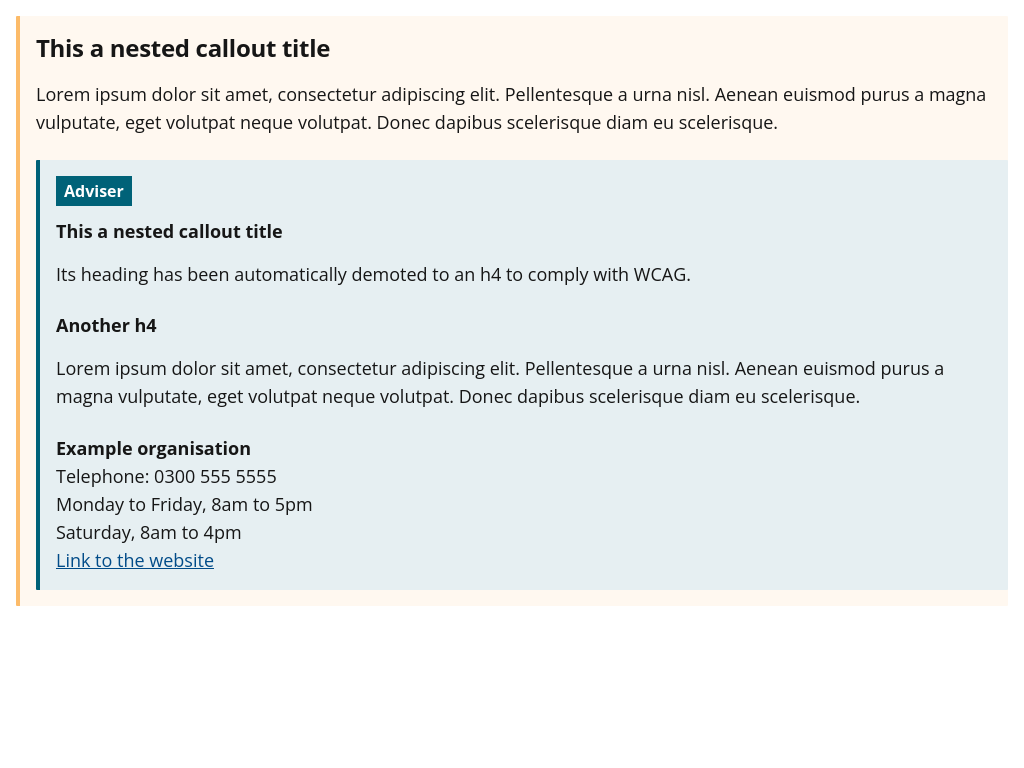 This a nested callout title
Lorem ipsum dolor sit amet, consectetur adipiscing elit. Pellentesque a urna nisl. Aenean euismod purus a magna
vulputate, eget volutpat neque volutpat. Donec dapibus scelerisque diam eu scelerisque.
Adviser
This a nested callout title
Its heading has been automatically demoted to an h4 to comply with WCAG.
Another h4
Lorem ipsum dolor sit amet, consectetur adipiscing elit. Pellentesque a urna nisl. Aenean euismod purus a
magna vulputate, eget volutpat neque volutpat. Donec dapibus scelerisque diam eu scelerisque.
Example organisation
Telephone: 0300 555 5555
Monday to Friday, 8am to 5pm
Saturday, 8am to 4pm
Link to the website